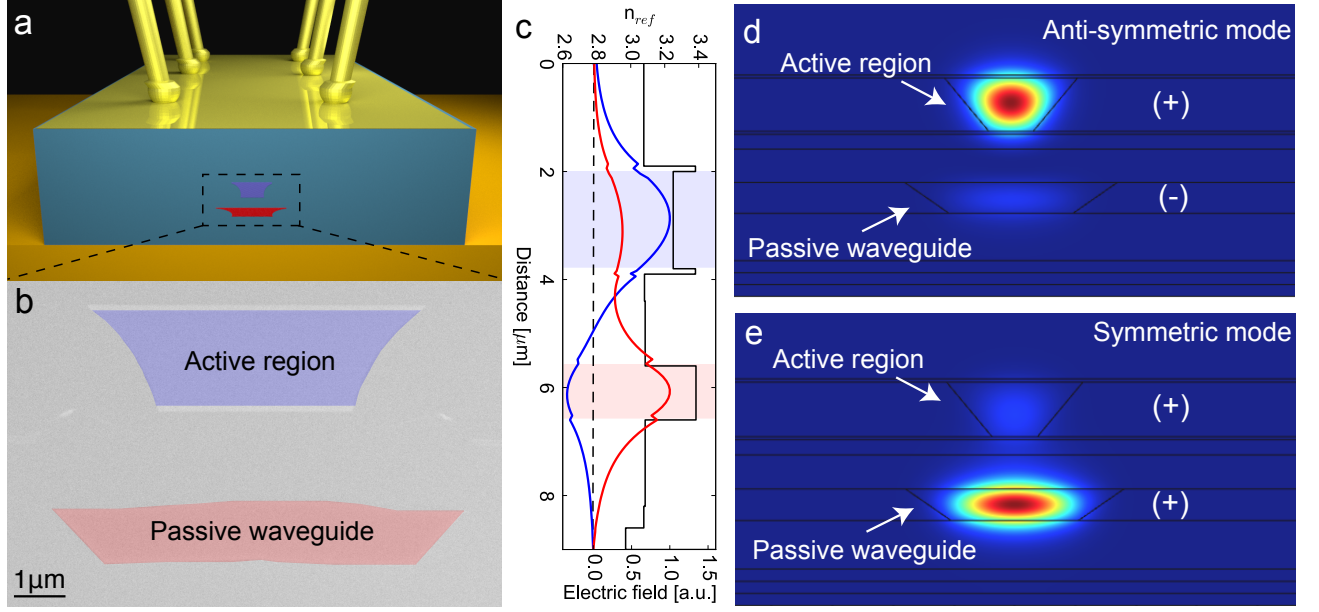 a
b
Active region
Passive waveguide
1μm
c
n_ref
2.6
2.8
3.0
3.2
3.4
0
2
4
6
8
Distance [μm]
0.0
0.5
1.0
1.5
Electric field [a.u.]
d
Anti-symmetric mode
Active region
(+)
(-)
Passive waveguide
e
Symmetric mode
Active region
(+)
(+)
Passive waveguide